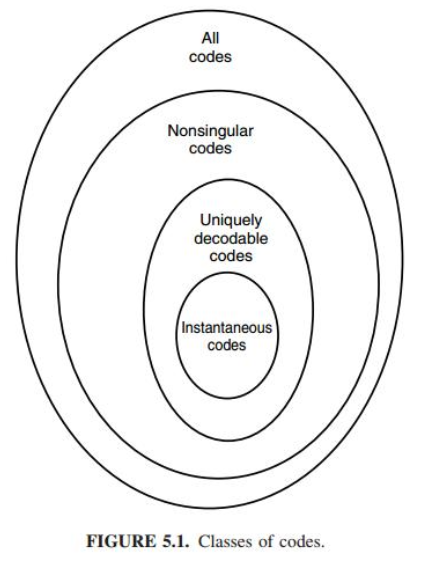 All
codes
Nonsingular
codes
Uniquely
decodable
codes
Instantaneous
codes
FIGURE 5.1. Classes of codes.